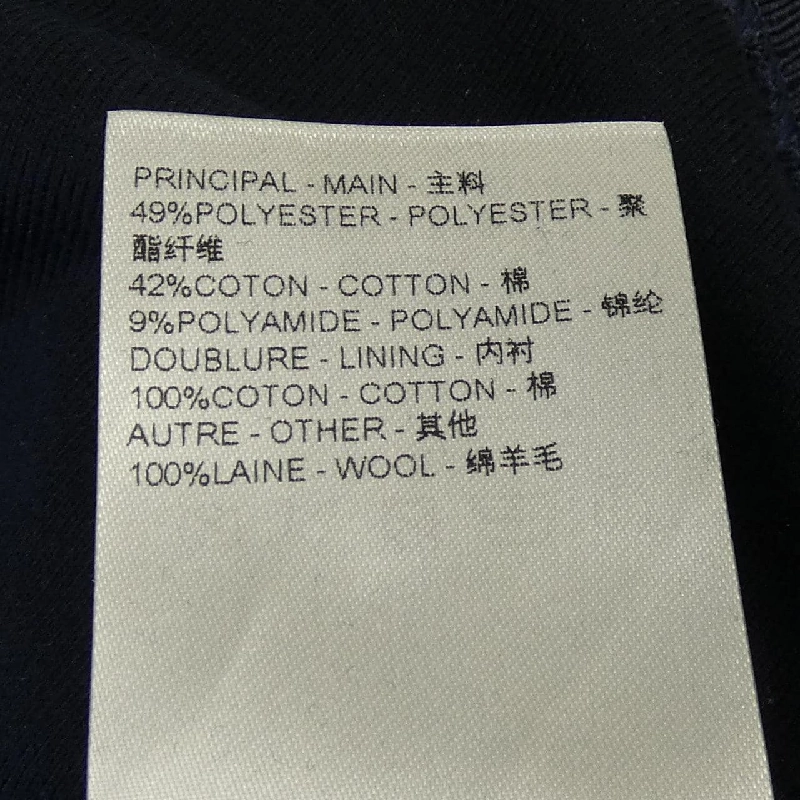 PRINCIPAL - MAIN - 主料
49%POLYESTER - POLYESTER - 聚
酯纤维
42%COTON - COTTON - 棉
9%POLYAMIDE - POLYAMIDE - 锦纶
DOUBLURE - LINING - 内衬
100%COTON - COTTON - 棉
AUTRE - OTHER - 其他
100%LAINE - WOOL - 绵羊毛